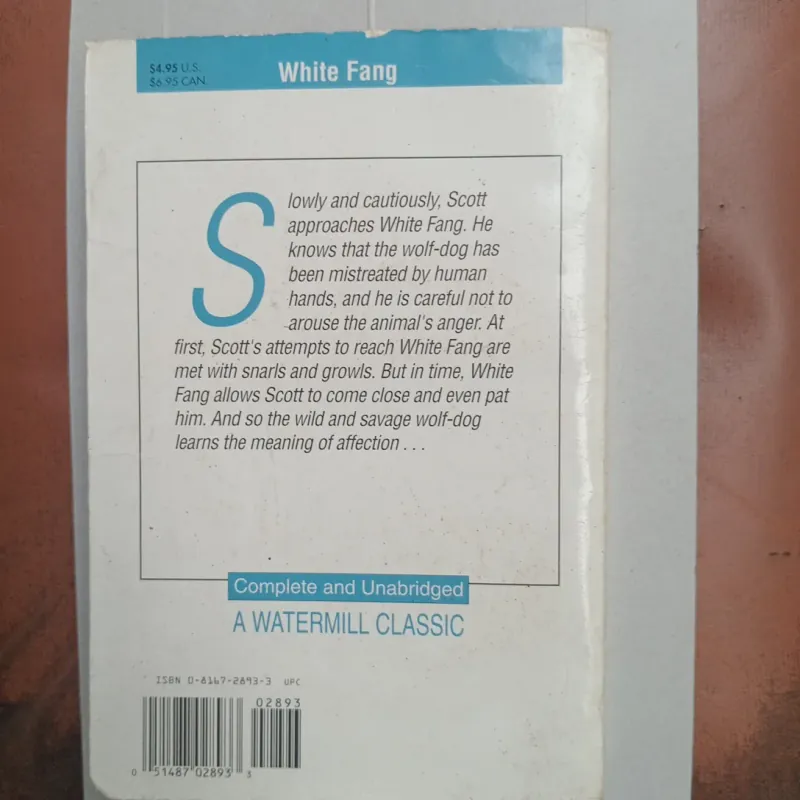 $4.95 U.S.
$6.95 CAN.
White Fang
Slowly and cautiously, Scott
approaches White Fang. He
knows that the wolf-dog has
been mistreated by human
hands, and he is careful not to
arouse the animal's anger. At
first, Scott's attempts to reach White Fang are
met with snarls and growls. But in time, White
Fang allows Scott to come close and even pat
him. And so the wild and savage wolf-dog
learns the meaning of affection . . .
Complete and Unabridged
A WATERMILL CLASSIC
ISBN 0-8167-2893-3 UPC
02893
0 51487 02893 3